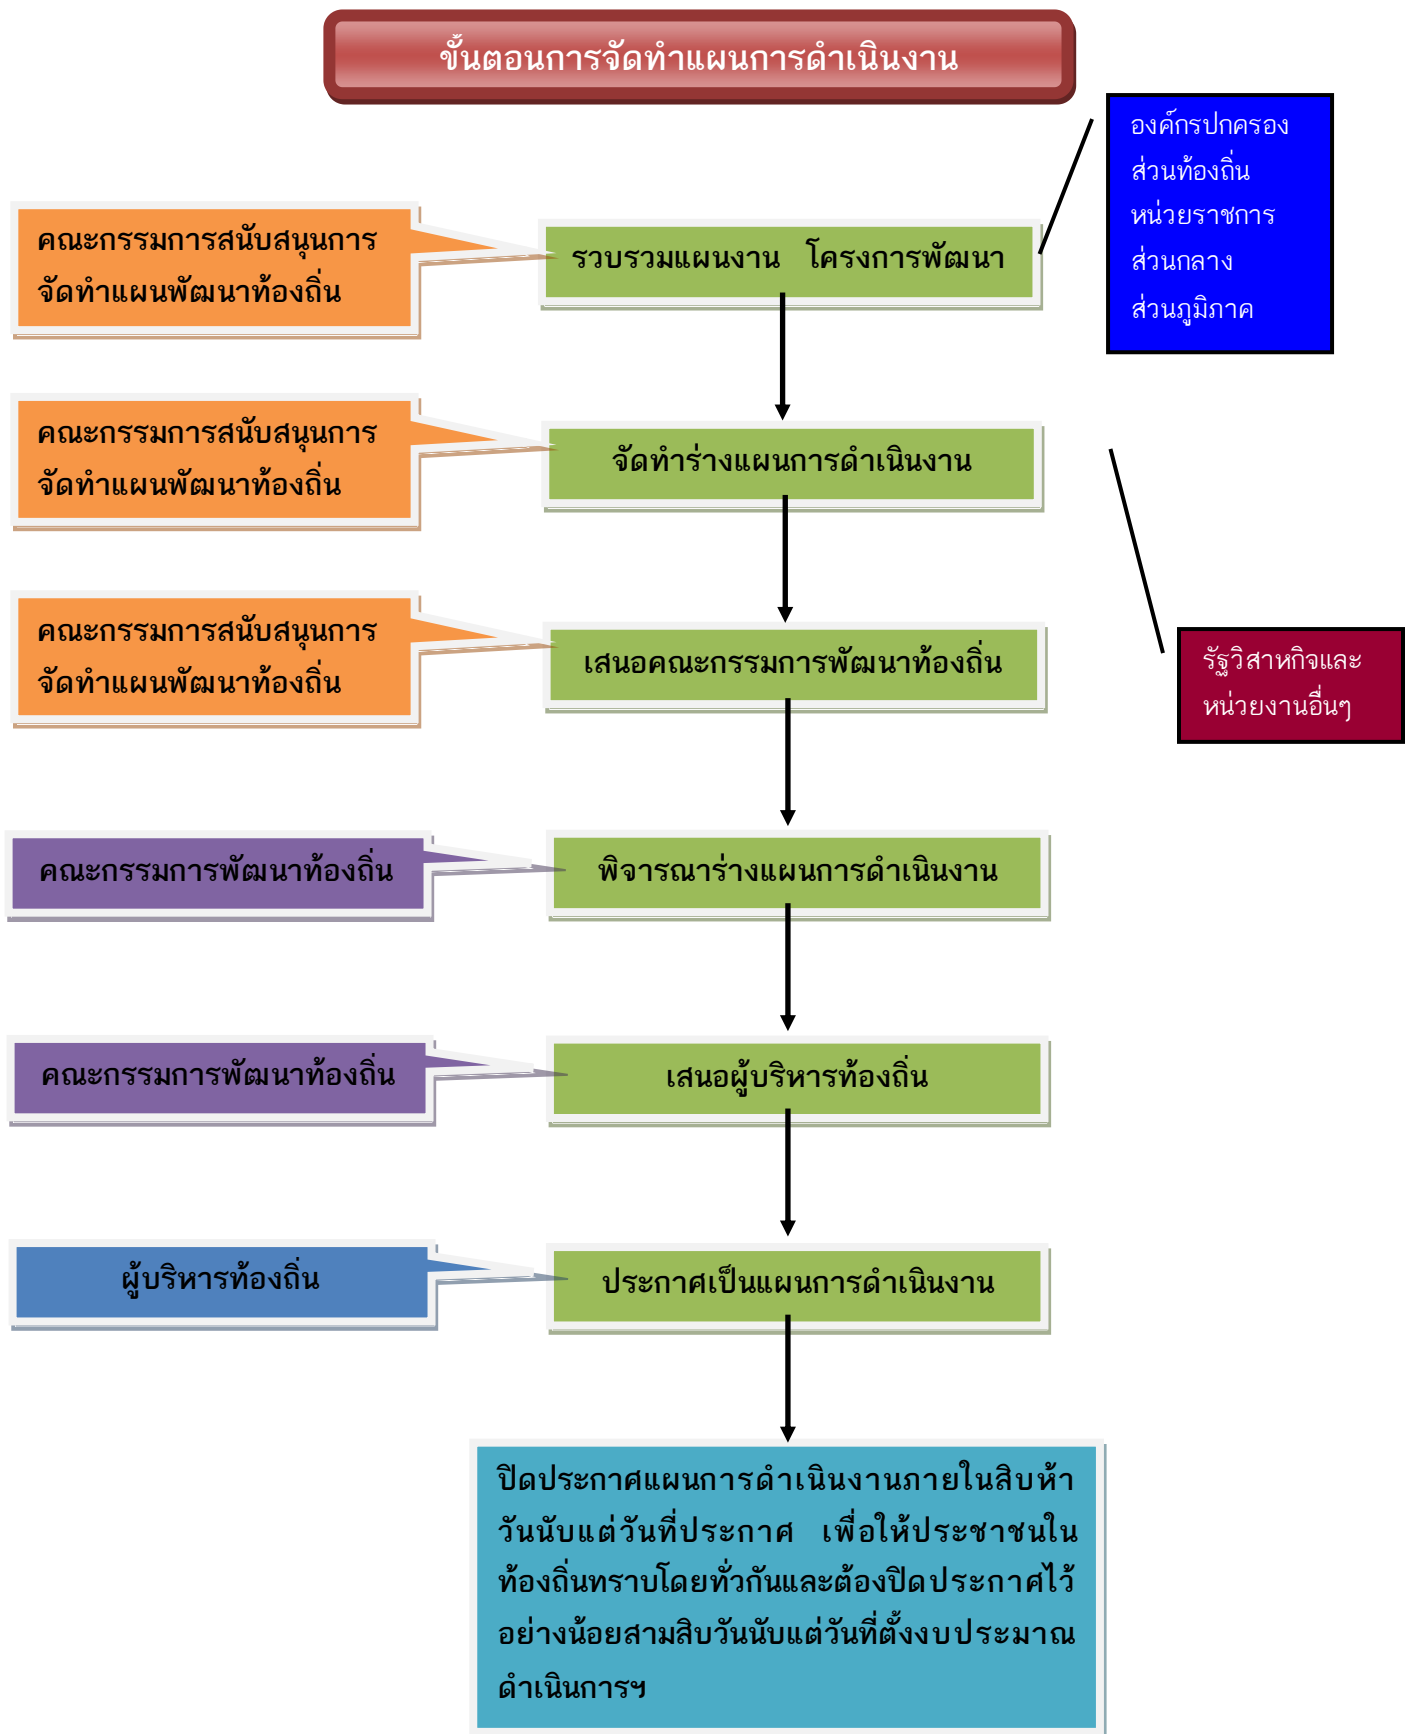 ขั้นตอนการจัดทำแผนการดำเนินงาน
องค์กรปกครอง
ส่วนท้องถิ่น
หน่วยราชการ
ส่วนกลาง
ส่วนภูมิภาค
คณะกรรมการสนับสนุนการ
จัดทำแผนพัฒนาท้องถิ่น
รวบรวมแผนงาน โครงการพัฒนา
คณะกรรมการสนับสนุนการ
จัดทำแผนพัฒนาท้องถิ่น
จัดทำร่างแผนการดำเนินงาน
คณะกรรมการสนับสนุนการ
จัดทำแผนพัฒนาท้องถิ่น
เสนอคณะกรรมการพัฒนาท้องถิ่น
รัฐวิสาหกิจและ
หน่วยงานอื่นๆ
คณะกรรมการพัฒนาท้องถิ่น
พิจารณาร่างแผนการดำเนินงาน
คณะกรรมการพัฒนาท้องถิ่น
เสนอผู้บริหารท้องถิ่น
ผู้บริหารท้องถิ่น
ประกาศเป็นแผนการดำเนินงาน
ปิดประกาศแผนการดำเนินงานภายในสิบห้า
วันนับแต่วันที่ประกาศ เพื่อให้ประชาชนใน
ท้องถิ่นทราบโดยทั่วกันและต้องปิดประกาศไว้
อย่างน้อยสามสิบวันนับแต่วันที่ตั้งงบประมาณ
ดำเนินการฯ